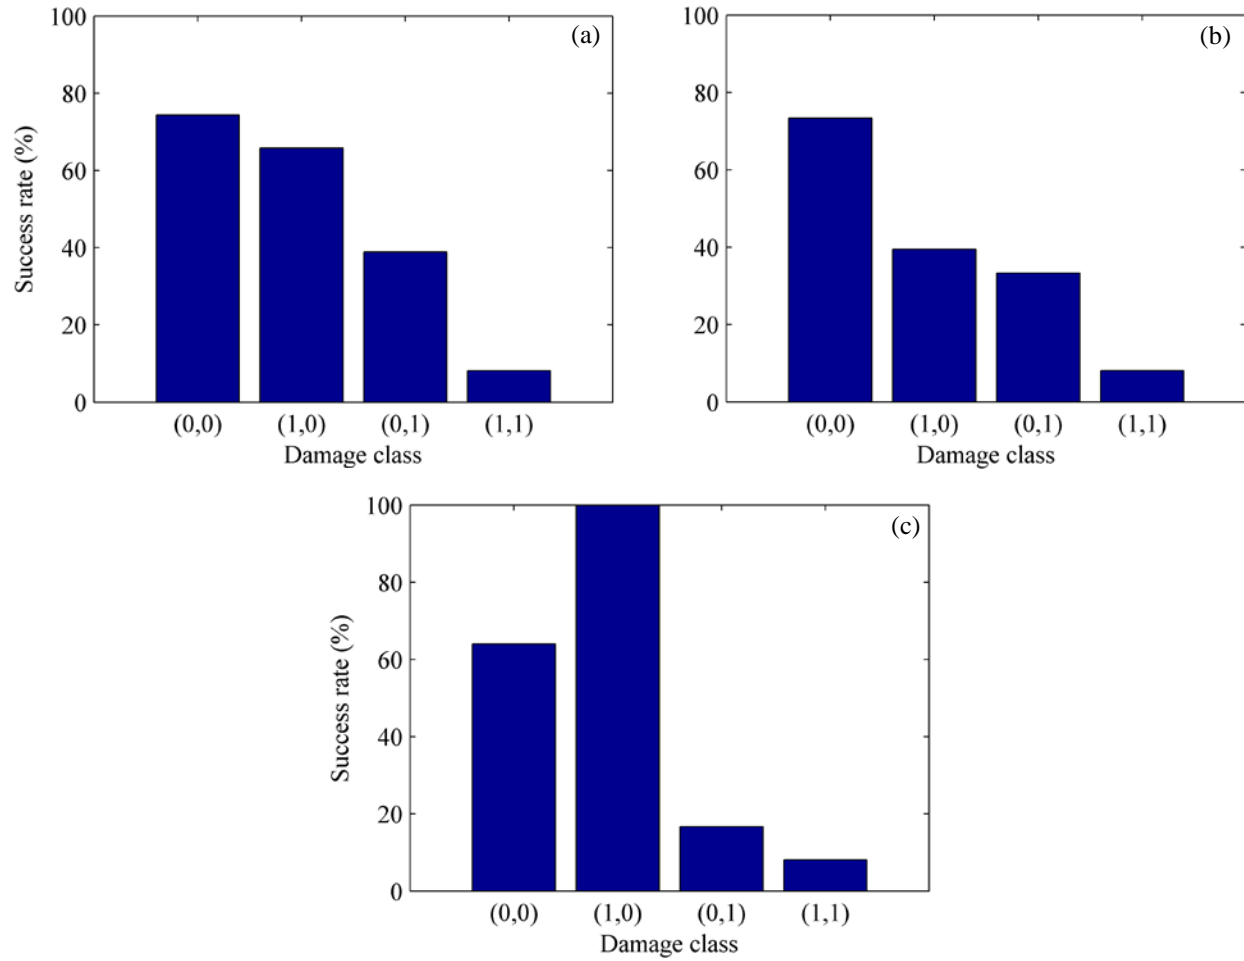 (a)
100
80
60
40
20
0
Success rate (%)
(0,0) (1,0) (0,1) (1,1)
Damage class
(b)
100
80
60
40
20
0
(0,0) (1,0) (0,1) (1,1)
Damage class
(c)
100
80
60
40
20
0
Success rate (%)
(0,0) (1,0) (0,1) (1,1)
Damage class